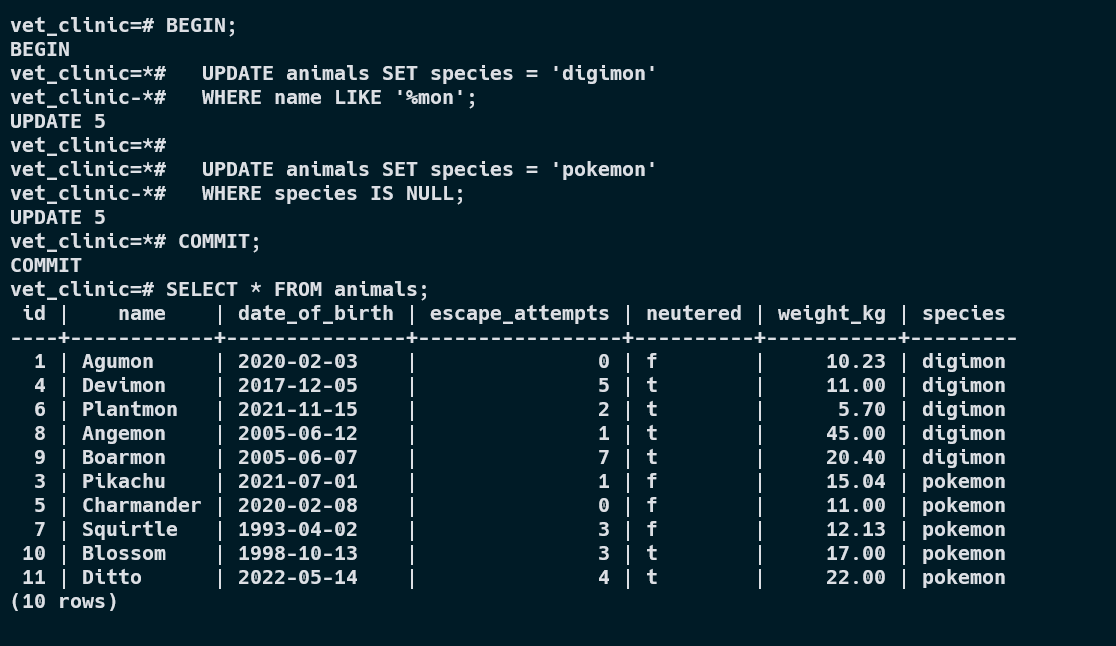 vet_clinic=# BEGIN;
BEGIN
vet_clinic=*#   UPDATE animals SET species = 'digimon'
vet_clinic-*#   WHERE name LIKE '%mon';
UPDATE 5
vet_clinic=*#
vet_clinic=*#   UPDATE animals SET species = 'pokemon'
vet_clinic-*#   WHERE species IS NULL;
UPDATE 5
vet_clinic=*# COMMIT;
COMMIT
vet_clinic=# SELECT * FROM animals;
 id |    name    | date_of_birth | escape_attempts | neutered | weight_kg | species
----+------------+---------------+-----------------+----------+-----------+---------
  1 | Agumon     | 2020-02-03    |               0 | f        |     10.23 | digimon
  4 | Devimon    | 2017-12-05    |               5 | t        |     11.00 | digimon
  6 | Plantmon   | 2021-11-15    |               2 | t        |      5.70 | digimon
  8 | Angemon    | 2005-06-12    |               1 | t        |     45.00 | digimon
  9 | Boarmon    | 2005-06-07    |               7 | t        |     20.40 | digimon
  3 | Pikachu    | 2021-07-01    |               1 | f        |     15.04 | pokemon
  5 | Charmander | 2020-02-08    |               0 | f        |     11.00 | pokemon
  7 | Squirtle   | 1993-04-02    |               3 | f        |     12.13 | pokemon
 10 | Blossom    | 1998-10-13    |               3 | t        |     17.00 | pokemon
 11 | Ditto      | 2022-05-14    |               4 | t        |     22.00 | pokemon
(10 rows)